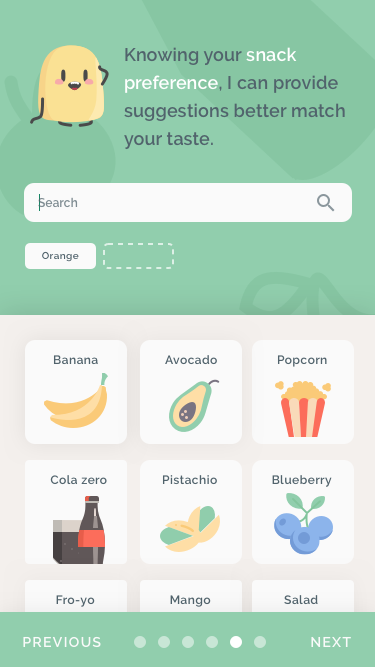 Knowing your snack
preference, I can provide
suggestions better match
your taste.
Search
Orange
Banana
Avocado
Popcorn
Cola zero
Pistachio
Blueberry
Fro-yo
Mango
Salad
PREVIOUS
NEXT